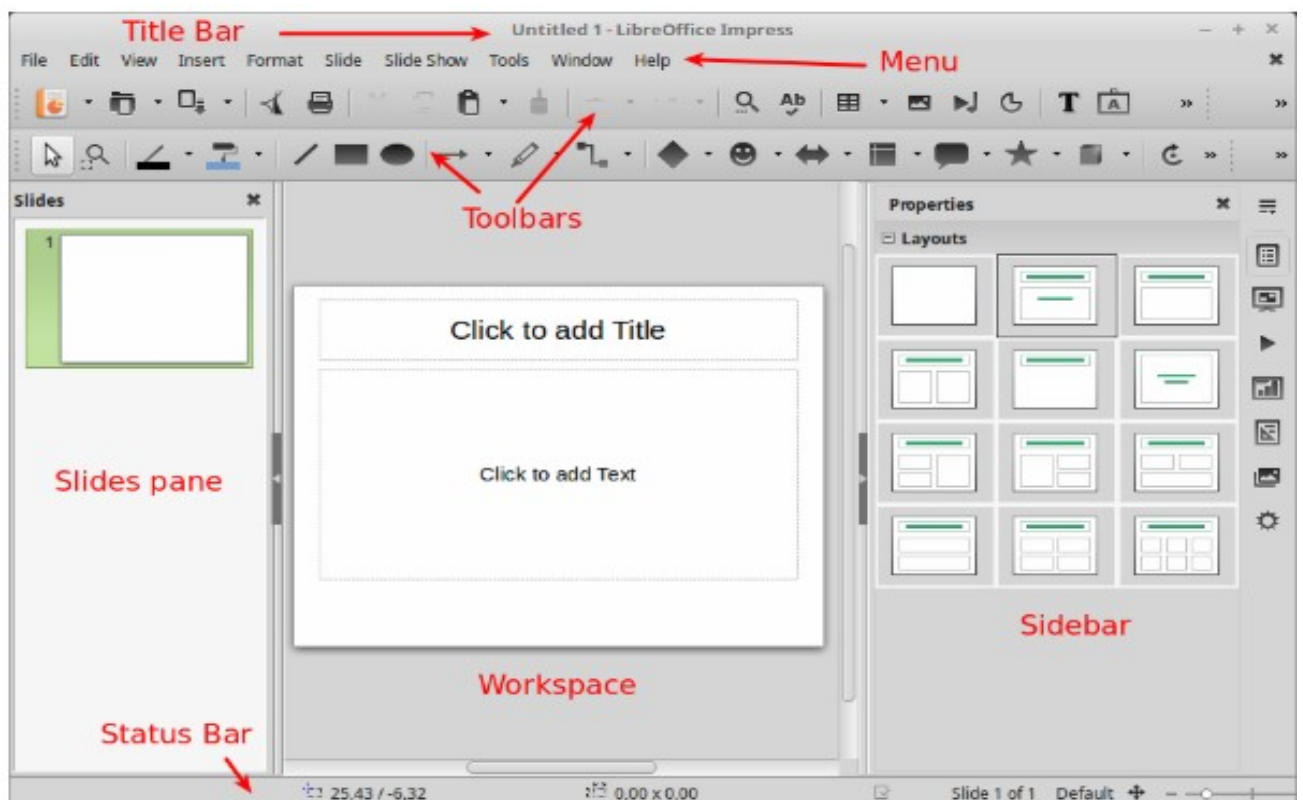 Title Bar
Untitled 1 - LibreOffice Impress
File Edit View Insert Format Slide Slide Show Tools Window Help
Menu
Ab
T A
Toolbars
Slides
1
Slides pane
Click to add Title
Click to add Text
Workspace
Properties
Layouts
Sidebar
Status Bar
25,43 / -6,32
0,00 x 0,00
Slide 1 of 1
Default